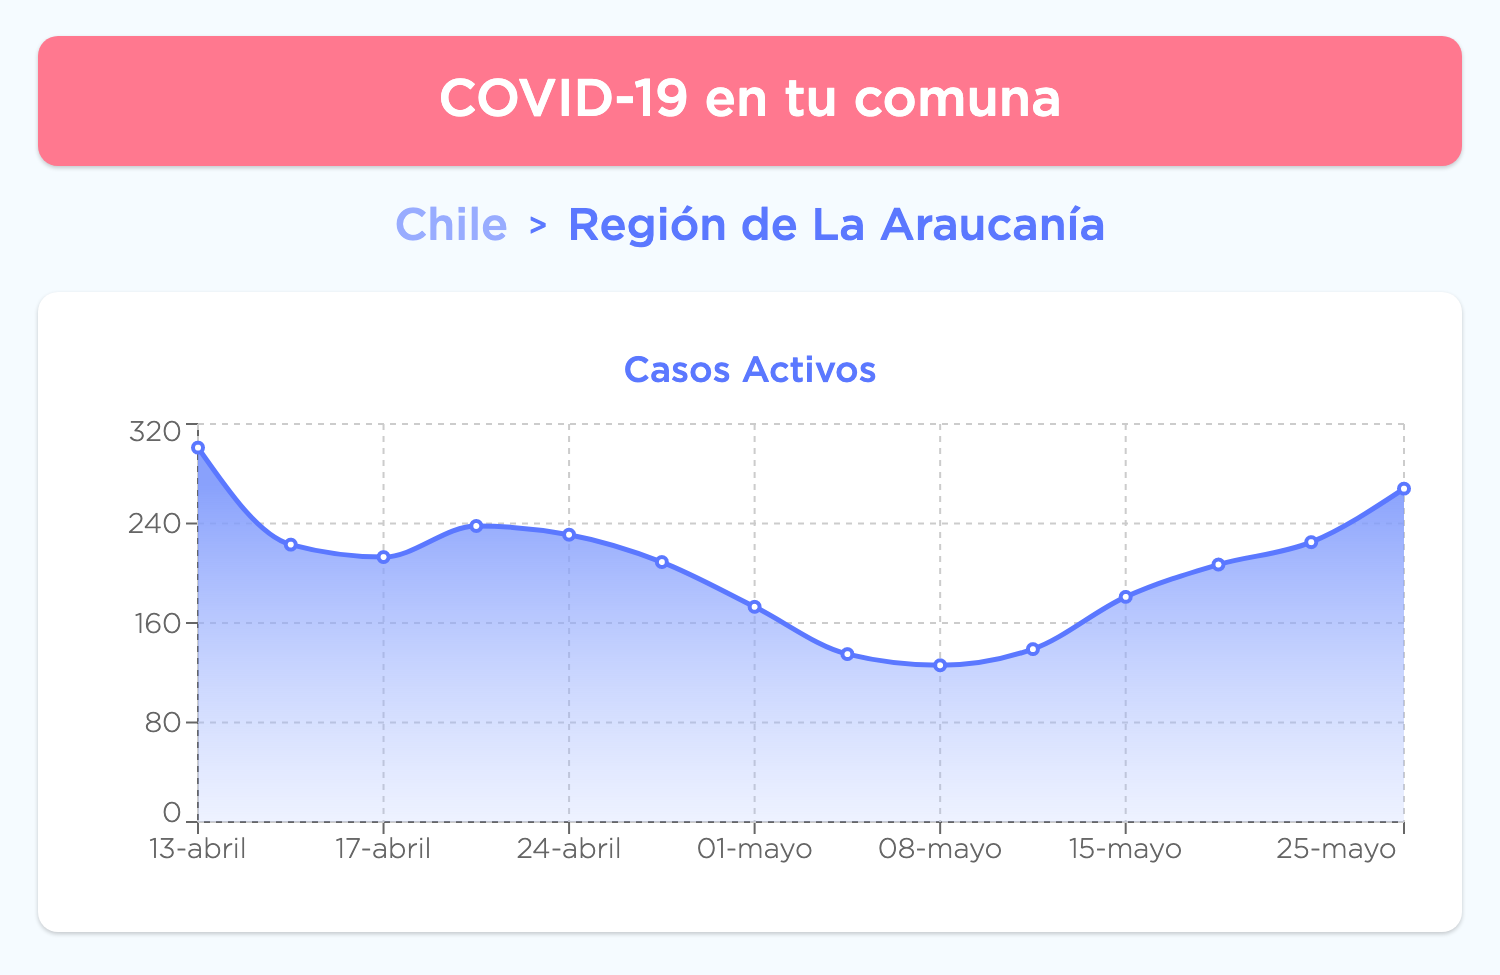 COVID-19 en tu comuna
Chile > Región de La Araucanía
Casos Activos
320
240
160
80
0
13-abril 17-abril 24-abril 01-mayo 08-mayo 15-mayo 25-mayo